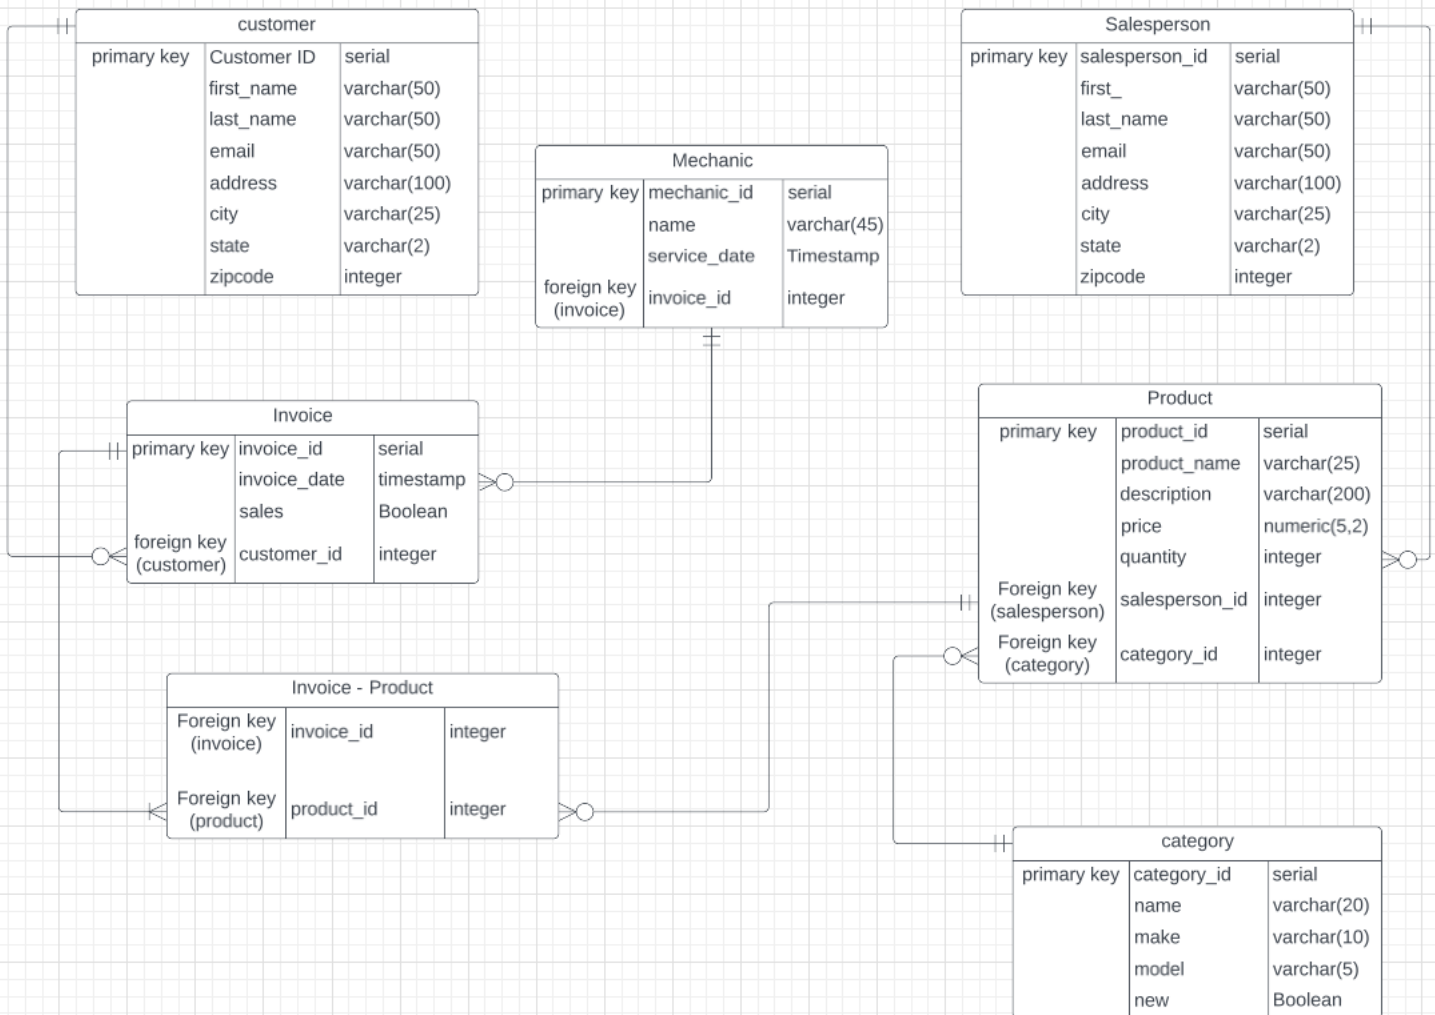 customer
primary key Customer ID serial
first_name varchar(50)
last_name varchar(50)
email varchar(50)
address varchar(100)
city varchar(25)
state varchar(2)
zipcode integer
Mechanic
primary key mechanic_id serial
name varchar(45)
service_date Timestamp
foreign key
(invoice) invoice_id integer
Salesperson
primary key salesperson_id serial
first_ varchar(50)
last_name varchar(50)
email varchar(50)
address varchar(100)
city varchar(25)
state varchar(2)
zipcode integer
Invoice
primary key invoice_id serial
invoice_date timestamp
sales Boolean
foreign key
(customer) customer_id integer
Product
primary key product_id serial
product_name varchar(25)
description varchar(200)
price numeric(5,2)
quantity integer
Foreign key
(salesperson) salesperson_id integer
Foreign key
(category) category_id integer
Invoice - Product
Foreign key
(invoice) invoice_id integer
Foreign key
(product) product_id integer
category
primary key category_id serial
name varchar(20)
make varchar(10)
model varchar(5)
new Boolean